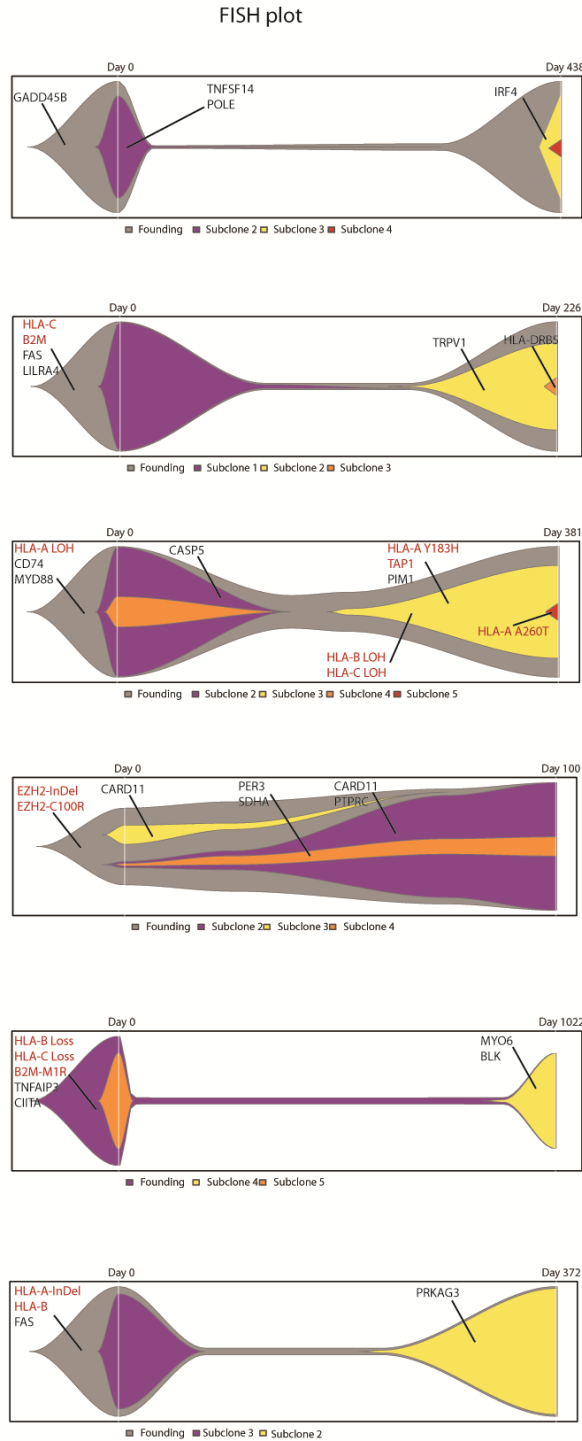 FISH plot
Day 0
Day 438
GADD45B
TNFSF14
POLE
IRF4
Founding Subclone 2 Subclone 3 Subclone 4
Day 0
Day 226
HLA-C
B2M
FAS
LILRA4
TRPV1
HLA-DRB5
Founding Subclone 1 Subclone 2 Subclone 3
Day 0
Day 381
HLA-A LOH
CD74
MYD88
CASP5
HLA-A Y183H
TAP1
PIM1
HLA-A A260T
HLA-B LOH
HLA-C LOH
Founding Subclone 2 Subclone 3 Subclone 4 Subclone 5
Day 0
Day 100
EZH2-InDel
EZH2-C100R
CARD11
PER3
SDHA
CARD11
PTPRC
Founding Subclone 2 Subclone 3 Subclone 4
Day 0
Day 1022
HLA-B Loss
HLA-C Loss
B2M-M1R
TNFAIP3
CIITA
MYO6
BLK
Founding Subclone 4 Subclone 5
Day 0
Day 372
HLA-A-InDel
HLA-B
FAS
PRKAG3
Founding Subclone 3 Subclone 2